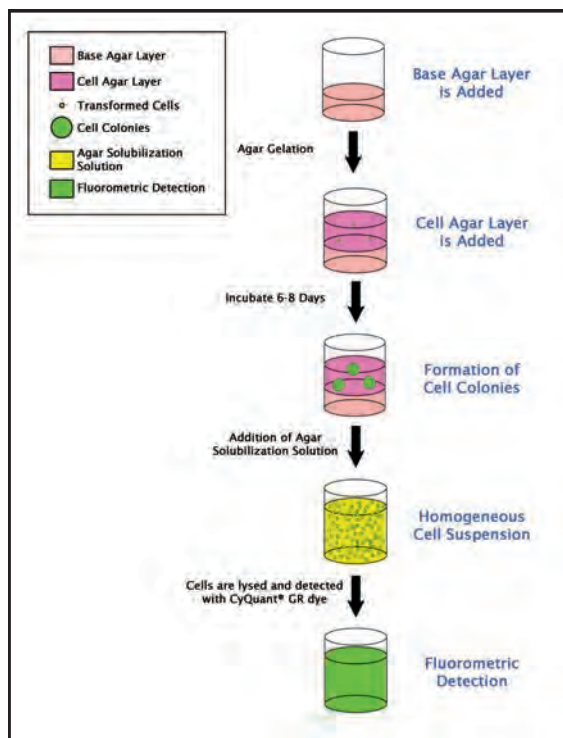 Base Agar Layer
Cell Agar Layer
Transformed Cells
Cell Colonies
Agar Solubilization
Solution
Fluorometric Detection
Base Agar Layer
is Added
Agar Gelation
Cell Agar Layer
is Added
Incubate 6-8 Days
Formation of
Cell Colonies
Addition of Agar
Solubilization Solution
Homogeneous
Cell Suspension
Cells are lysed and detected
with CyQuant® GR dye
Fluorometric
Detection